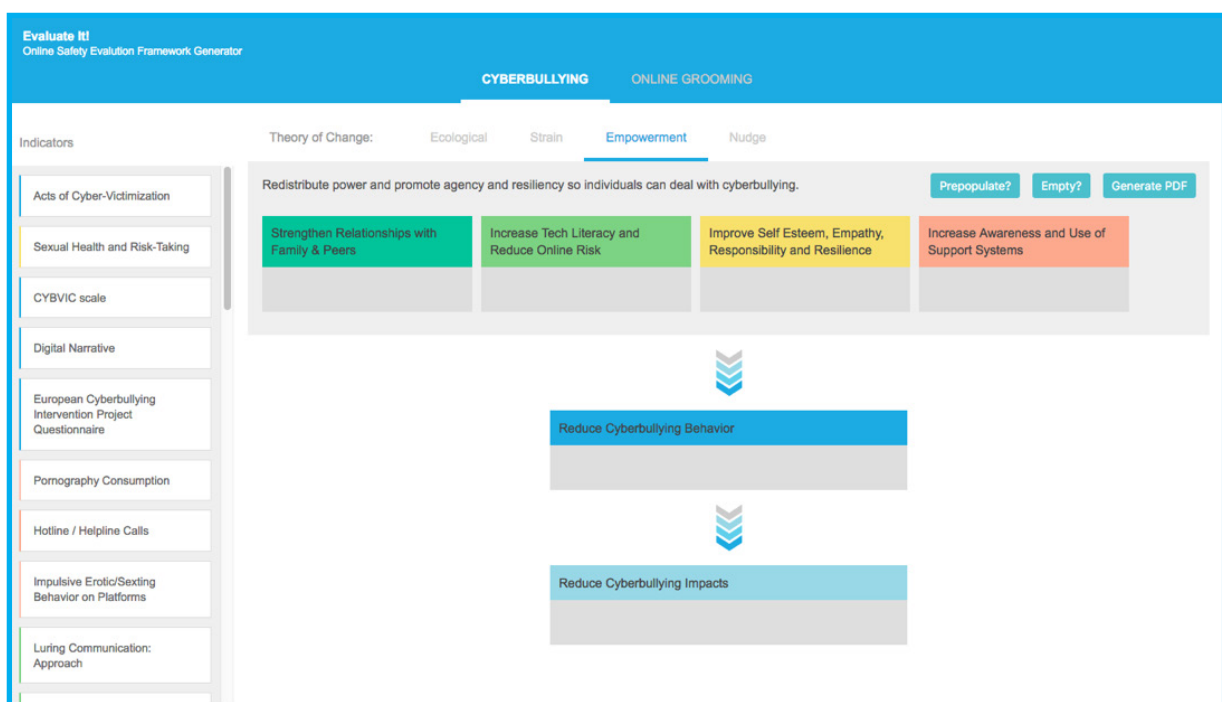 Evaluate It!
Online Safety Evalution Framework Generator
CYBERBULLYING
ONLINE GROOMING
Indicators
Acts of Cyber-Victimization
Sexual Health and Risk-Taking
CYBVIC scale
Digital Narrative
European Cyberbullying
Intervention Project
Questionnaire
Pornography Consumption
Hotline / Helpline Calls
Impulsive Erotic/Sexting
Behavior on Platforms
Luring Communication:
Approach
Theory of Change:
Ecological
Strain
Empowerment
Nudge
Redistribute power and promote agency and resiliency so individuals can deal with cyberbullying.
Prepopulate?
Empty?
Generate PDF
Strengthen Relationships with
Family & Peers
Increase Tech Literacy and
Reduce Online Risk
Improve Self Esteem, Empathy,
Responsibility and Resilience
Increase Awareness and Use of
Support Systems
Reduce Cyberbullying Behavior
Reduce Cyberbullying Impacts